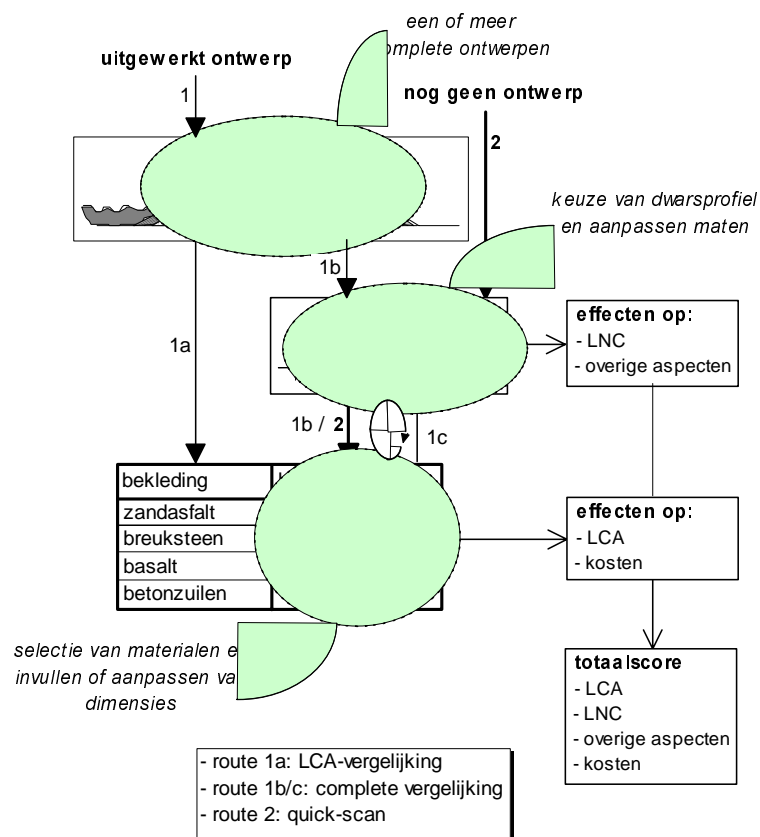 een of meer
omplete ontwerpen
uitgewerkt ontwerp
nog geen ontwerp
1
2
keuze van dwarsprofiel
en aanpassen maten
1b
1a
effecten op:
- LNC
- overige aspecten
1b / 2
1c
bekleding
zandasfalt
breuksteen
basalt
betonzuilen
effecten op:
- LCA
- kosten
selectie van materialen e
invullen of aanpassen va
dimensies
totaalscore
- LCA
- LNC
- overige aspecten
- kosten
- route 1a: LCA-vergelijking
- route 1b/c: complete vergelijking
- route 2: quick-scan